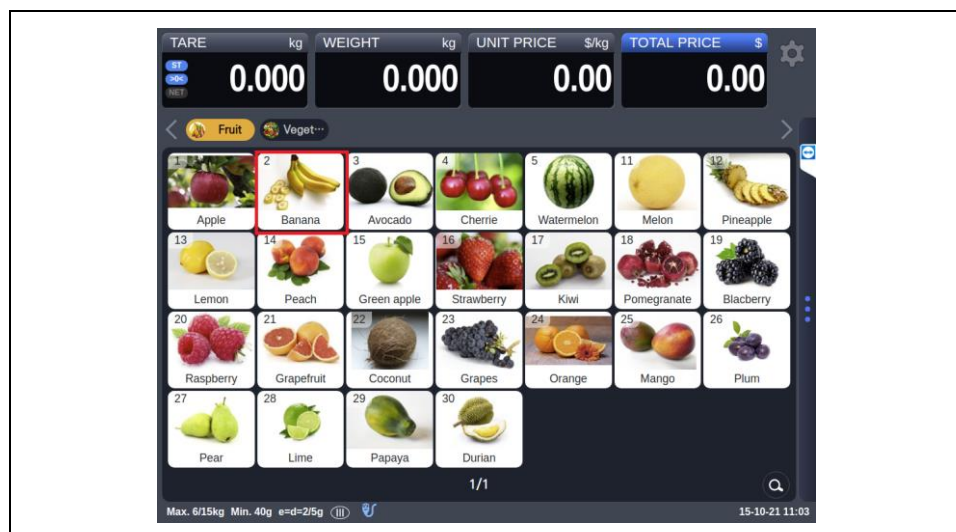 TARE kg WEIGHT kg UNIT PRICE $/kg TOTAL PRICE $
ST
>0< 0.000 0.000 0.00 0.00
NET
Fruit Veget···
1 2 3 4 5 11 12
Apple Banana Avocado Cherrie Watermelon Melon Pineapple
13 14 15 16 17 18 19
Lemon Peach Green apple Strawberry Kiwi Pomegranate Blacberry
20 21 22 23 24 25 26
Raspberry Grapefruit Coconut Grapes Orange Mango Plum
27 28 29 30
Pear Lime Papaya Durian
1/1
Max. 6/15kg Min. 40g e=d=2/5g III 15-10-21 11:03